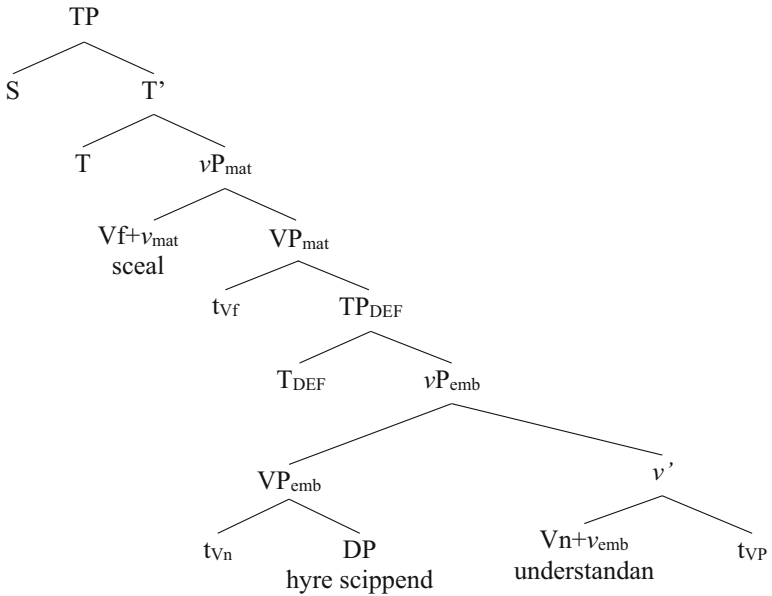 TP
S T’
T vPmat
Vf+vmat VPmat
sceal
tVf TPDEF
TDEF vPemb
VPemb v’
tVn DP Vn+vemb tVP
hyre scippend understandan